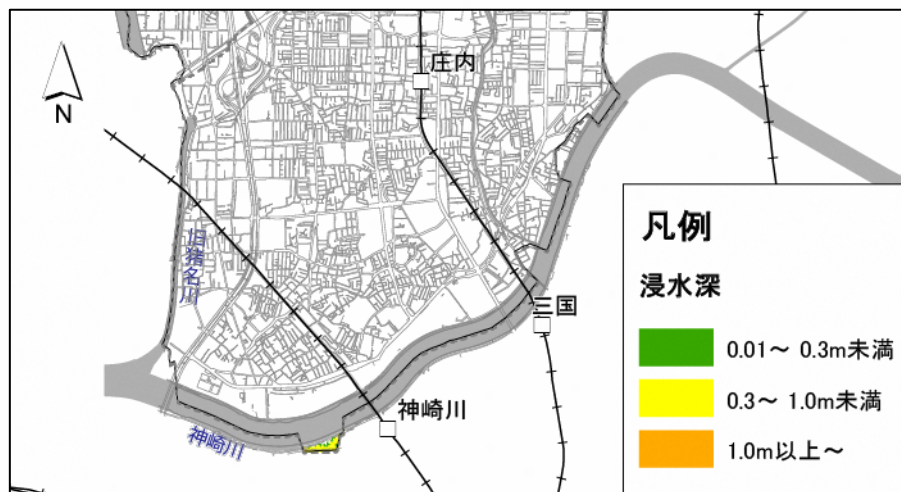 庄内
N
旧猪名川
三国
神崎川
神崎川
凡例
浸水深
0.01～ 0.3m未満
0.3～ 1.0m未満
1.0m以上～